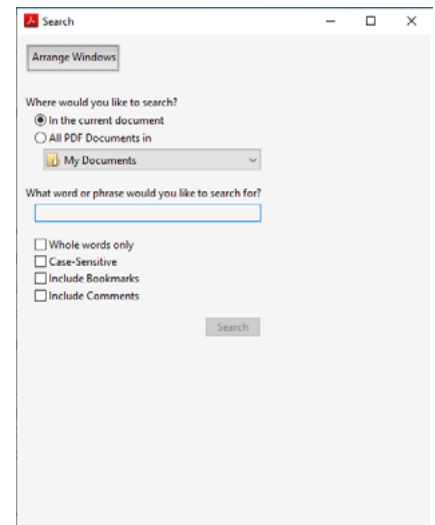 Search
Arrange Windows
Where would you like to search?
In the current document
All PDF Documents in
My Documents
What word or phrase would you like to search for?
Whole words only
Case-Sensitive
Include Bookmarks
Include Comments
Search